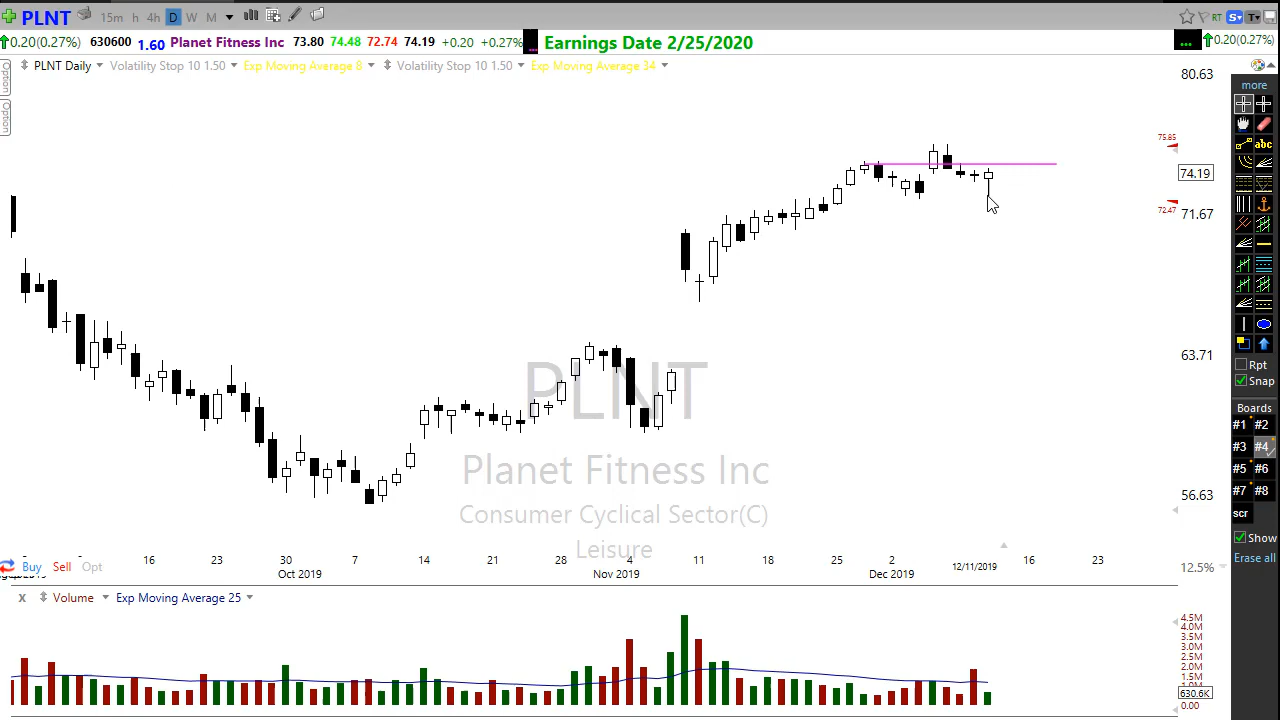 PLNT 15m h 4h D W M RT S T
0.20(0.27%) 630600 1.60 Planet Fitness Inc 73.80 74.48 72.74 74.19 +0.20 +0.27% ... Earnings Date 2/25/2020 ... 0.20(0.27%)
PLNT Daily Volatility Stop 10 1.50 Exp Moving Average 8 Volatility Stop 10 1.50 Exp Moving Average 34
Option
Option
80.63
75.85
74.19
72.47
71.67
63.71
56.63
12.5%
more
abc
Rpt
Snap
Boards
#1 #2
#3 #4
#5 #6
#7 #8
scr
Show
Erase all
PLNT
Planet Fitness Inc
Consumer Cyclical Sector(C)
Leisure
16 23 30 7 14 21 28 4 11 18 25 2 12/11/2019 16 23
Oct 2019 Nov 2019 Dec 2019
Buy Sell Opt
x Volume Exp Moving Average 25
4.5M
4.0M
3.5M
3.0M
2.5M
2.0M
1.5M
630.6K
0.00